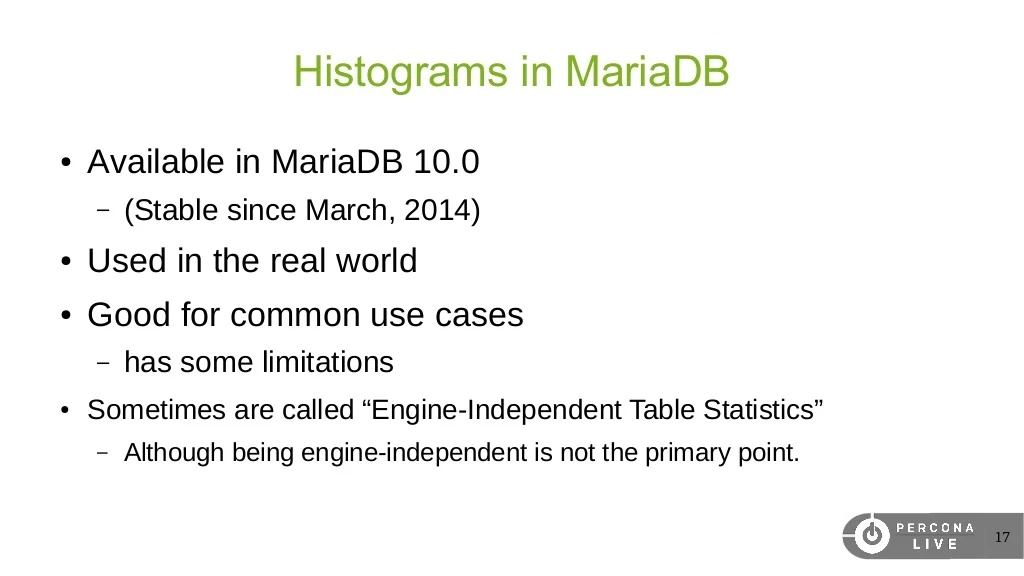 Histograms in MariaDB
• Available in MariaDB 10.0
– (Stable since March, 2014)
• Used in the real world
• Good for common use cases
– has some limitations
• Sometimes are called “Engine-Independent Table Statistics”
– Although being engine-independent is not the primary point.
PERCONA
LIVE
17